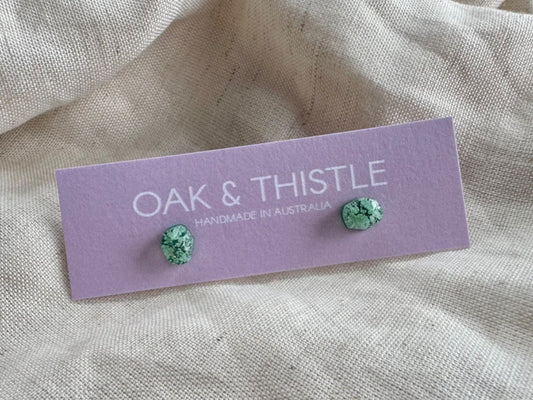 OAK & THISTLE
HANDMADE IN AUSTRALIA